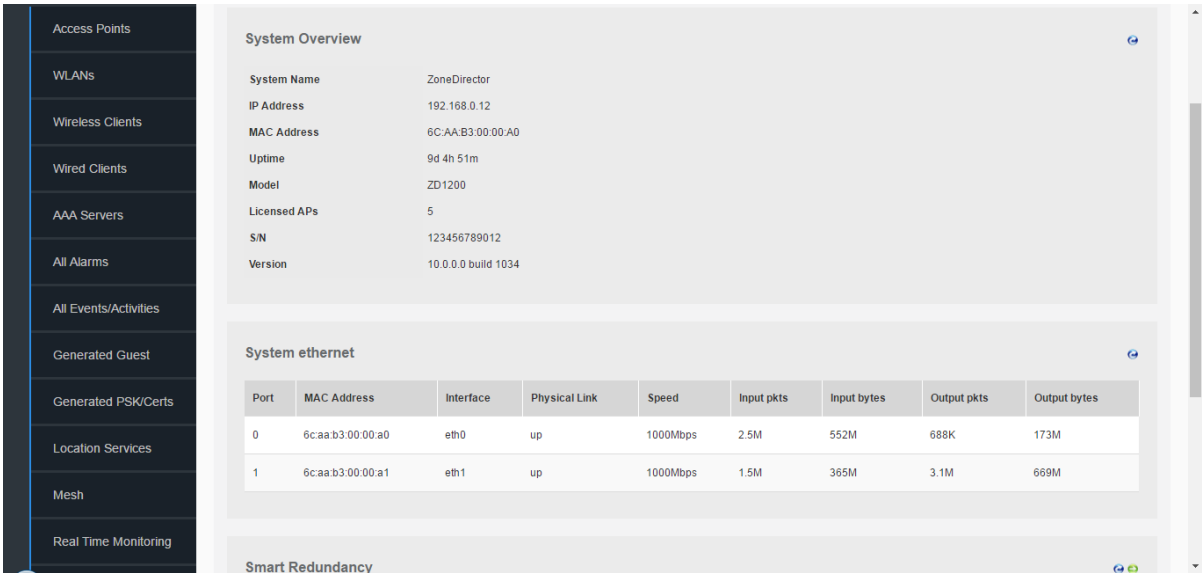 Access Points
WLANs
Wireless Clients
Wired Clients
AAA Servers
All Alarms
All Events/Activities
Generated Guest
Generated PSK/Certs
Location Services
Mesh
Real Time Monitoring
System Overview
System Name ZoneDirector
IP Address 192.168.0.12
MAC Address 6C:AA:B3:00:00:A0
Uptime 9d 4h 51m
Model ZD1200
Licensed APs 5
S/N 123456789012
Version 10.0.0.0 build 1034
System ethernet
Port MAC Address Interface Physical Link Speed Input pkts Input bytes Output pkts Output bytes
0 6c:aa:b3:00:00:a0 eth0 up 1000Mbps 2.5M 552M 688K 173M
1 6c:aa:b3:00:00:a1 eth1 up 1000Mbps 1.5M 365M 3.1M 669M
Smart Redundancy